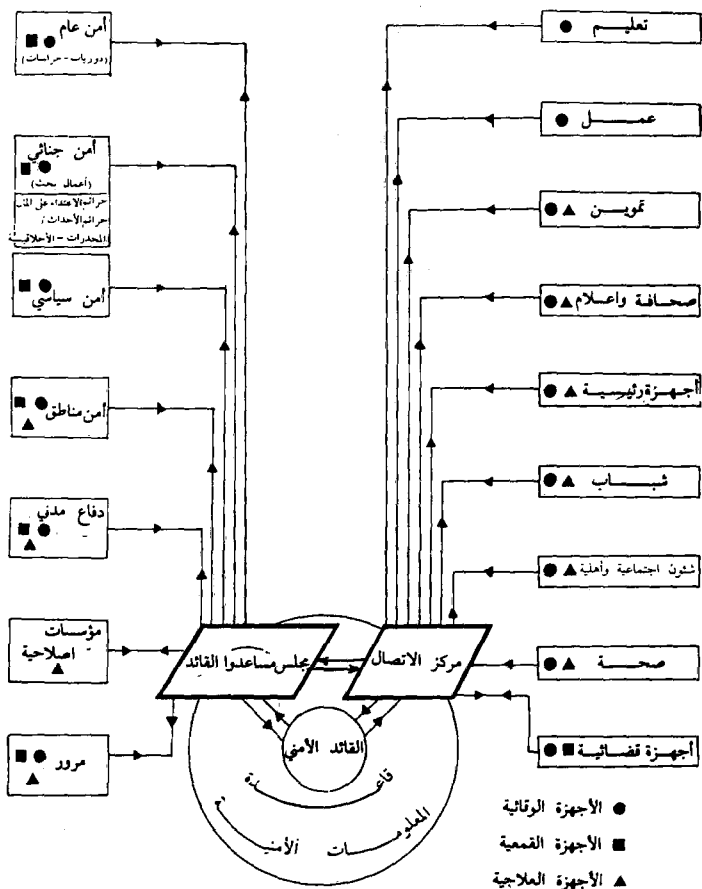 تعليم
عمل
تموين
صحافة واعلام
أجهزة رئيسية
شباب
شئون اجتماعية وأهلية
صحة
أجهزة قضائية
أمن عام
(دوريات - حراسات)
أمن جنائي
(أعمال بحث)
جرائم الاعتداء على
جرائم الأحداث
المخدرات - الأخلاقية
أمن سياسي
أمن مناطق
دفاع مدني
مؤسسات
اصلاحية
مرور
مركز الاتصال
مجلس مساعدوا القائد
القائد الأمني
قاعدة
المعلومات الأمنية
● الأجهزة الوقائية
■ الأجهزة القمعية
▲ الأجهزة العلاجية